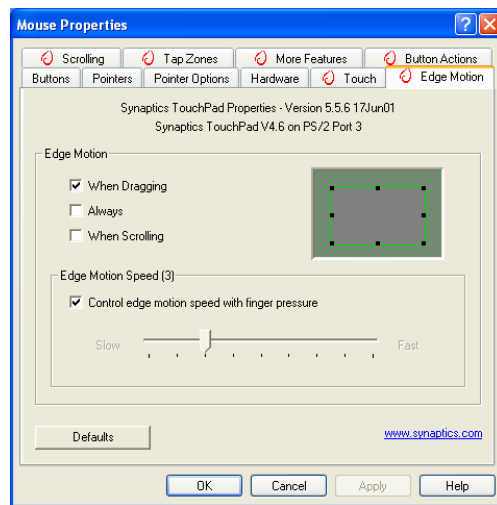 Mouse Properties
Scrolling Tap Zones More Features Button Actions
Buttons Pointers Pointer Options Hardware Touch Edge Motion
Synaptics TouchPad Properties - Version 5.5.6 17Jun01
Synaptics TouchPad V4.6 on PS/2 Port 3
Edge Motion
When Dragging
Always
When Scrolling
Edge Motion Speed (3)
Control edge motion speed with finger pressure
Slow Fast
Defaults www.synaptics.com
OK Cancel Apply Help